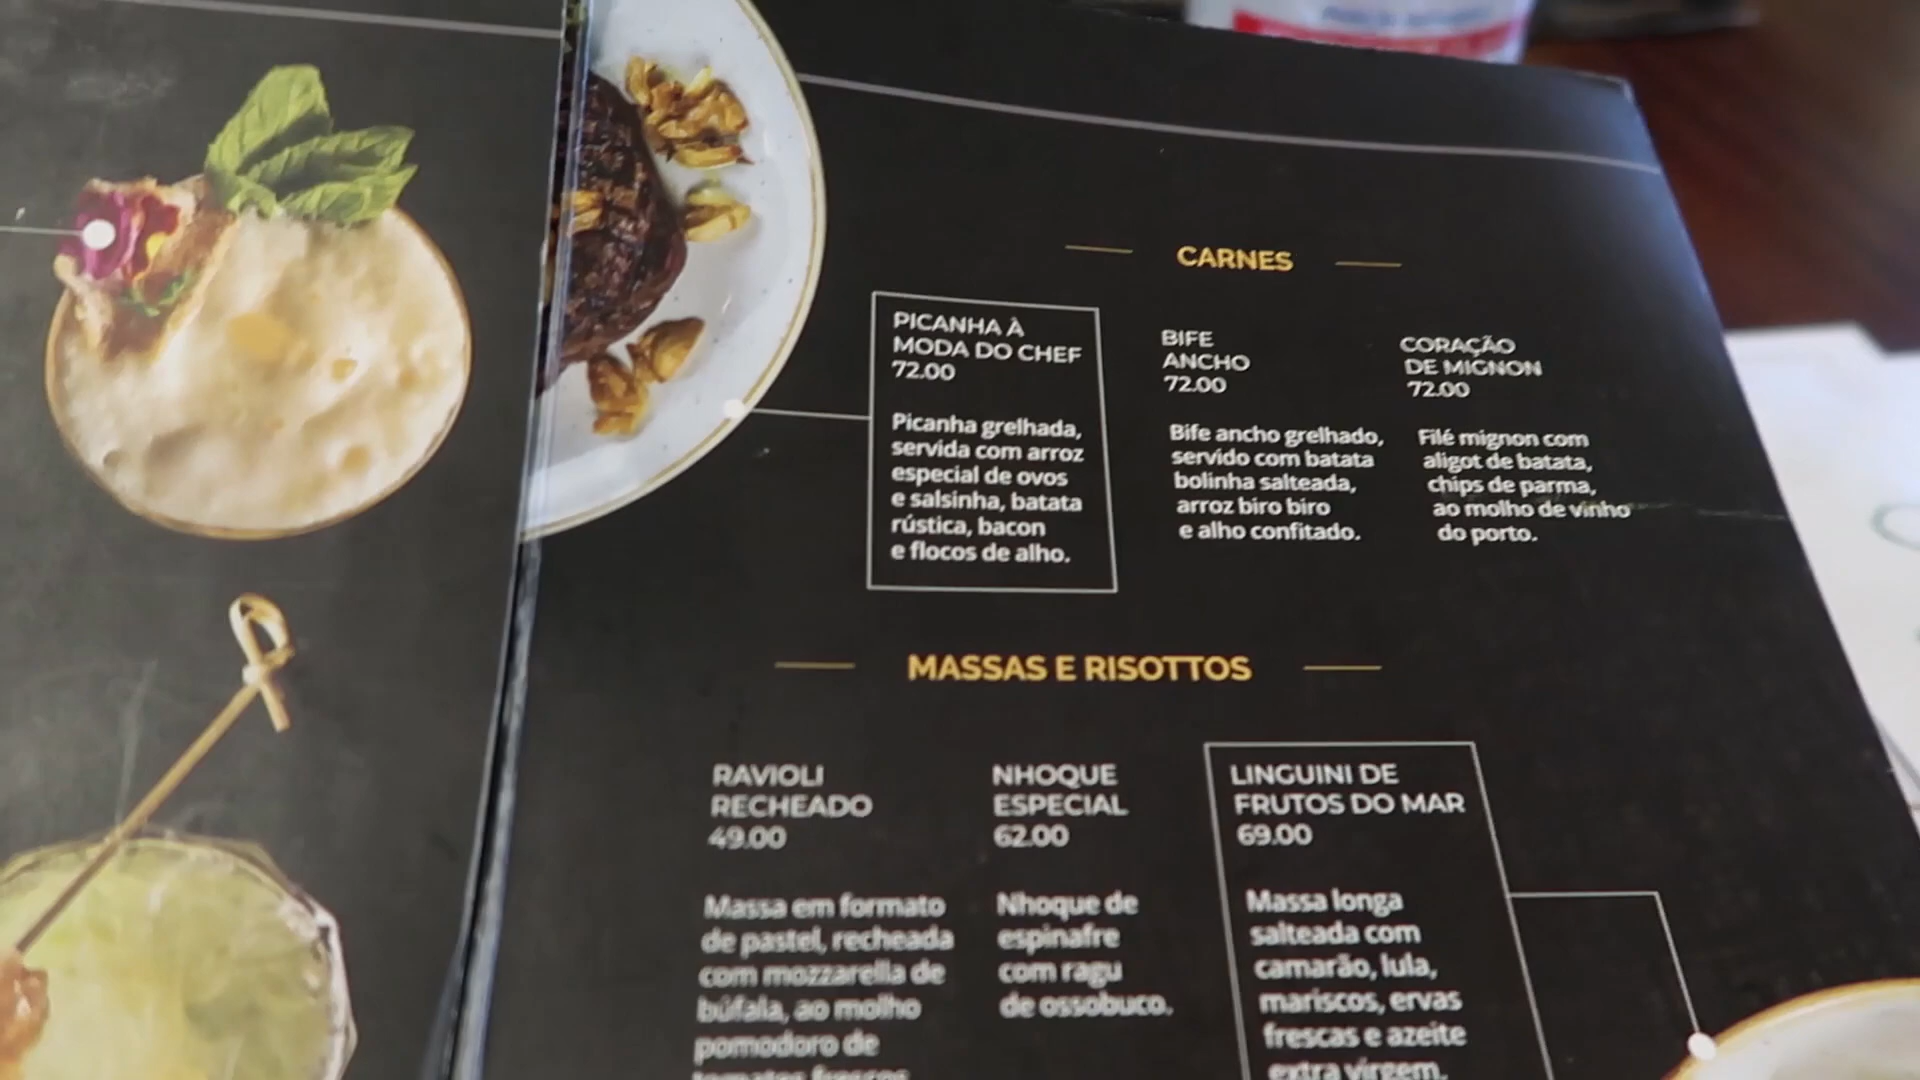 CARNES
PICANHA À
MODA DO CHEF
72.00
Picanha grelhada,
servida com arroz
especial de ovos
e salsinha, batata
rústica, bacon
e flocos de alho.
BIFE
ANCHO
72.00
Bife ancho grelhado,
servido com batata
bolinha salteada,
arroz biro biro
e alho confitado.
CORAÇÃO
DE MIGNON
72.00
Filé mignon com
aligot de batata,
chips de parma,
ao molho de vinho
do porto.
MASSAS E RISOTTOS
RAVIOLI
RECHEADO
49.00
Massa em formato
de pastel, recheada
com mozzarella de
búfala, ao molho
pomodoro de
tomates frescos
NHOQUE
ESPECIAL
62.00
Nhoque de
espinafre
com ragu
de ossobuco.
LINGUINI DE
FRUTOS DO MAR
69.00
Massa longa
salteada com
camarão, lula,
mariscos, ervas
frescas e azeite
extra virgem.